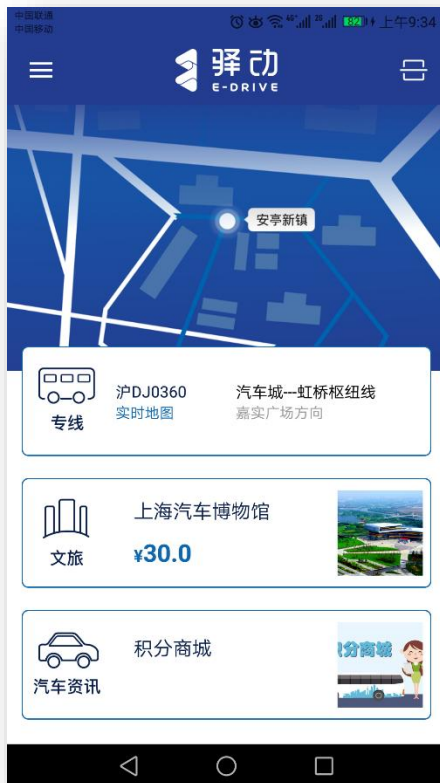 中国联通
中国移动
46° 26 82 上午9:34
驿动
E-DRIVE
安亭新镇
专线
沪DJ0360
实时地图
汽车城---虹桥枢纽线
嘉实广场方向
文旅
上海汽车博物馆
¥30.0
汽车资讯
积分商城
积分商城